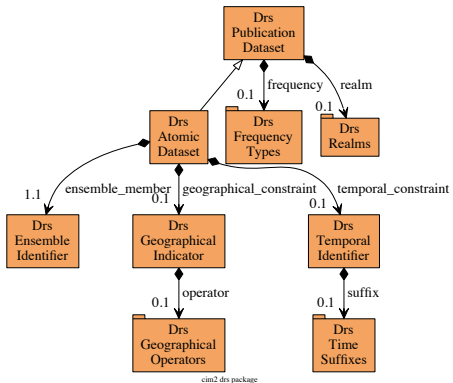 Drs
Publication
Dataset
frequency
realm
0.1
0.1
Drs
Atomic
Dataset
Drs
Frequency
Types
Drs
Realms
ensemble_member
geographical_constraint
temporal_constraint
1.1
0.1
0.1
Drs
Ensemble
Identifier
Drs
Geographical
Indicator
Drs
Temporal
Identifier
operator
suffix
0.1
0.1
Drs
Geographical
Operators
Drs
Time
Suffixes
cim2 drs package